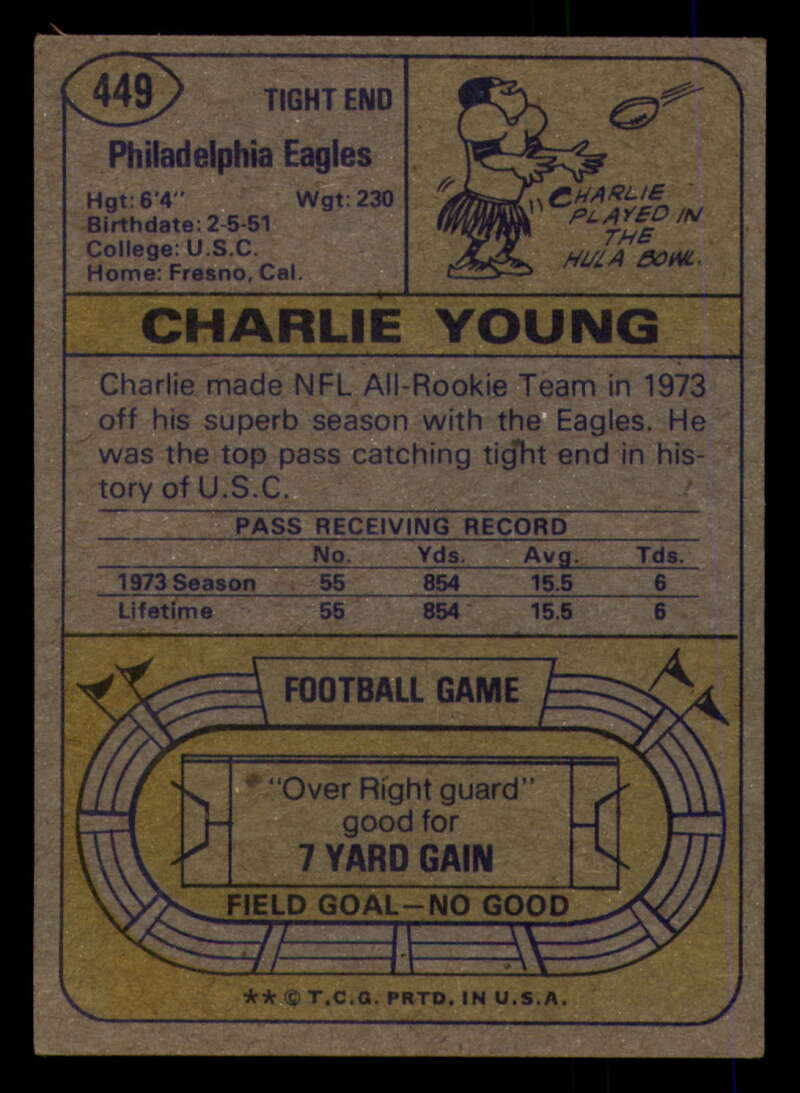 449
TIGHT END
Philadelphia Eagles
Hgt: 6'4" Wgt: 230
Birthdate: 2-5-51
College: U.S.C.
Home: Fresno, Cal.
CHARLIE
PLAYED IN
THE
HULA BOWL.
CHARLIE YOUNG
Charlie made NFL All-Rookie Team in 1973
off his superb season with the Eagles. He
was the top pass catching tight end in his-
tory of U.S.C.
PASS RECEIVING RECORD
No. Yds. Avg. Tds.
1973 Season 55 854 15.5 6
Lifetime 55 854 15.5 6
FOOTBALL GAME
"Over Right guard"
good for
7 YARD GAIN
FIELD GOAL—NO GOOD
**© T.C.G. PRTD. IN U.S.A.